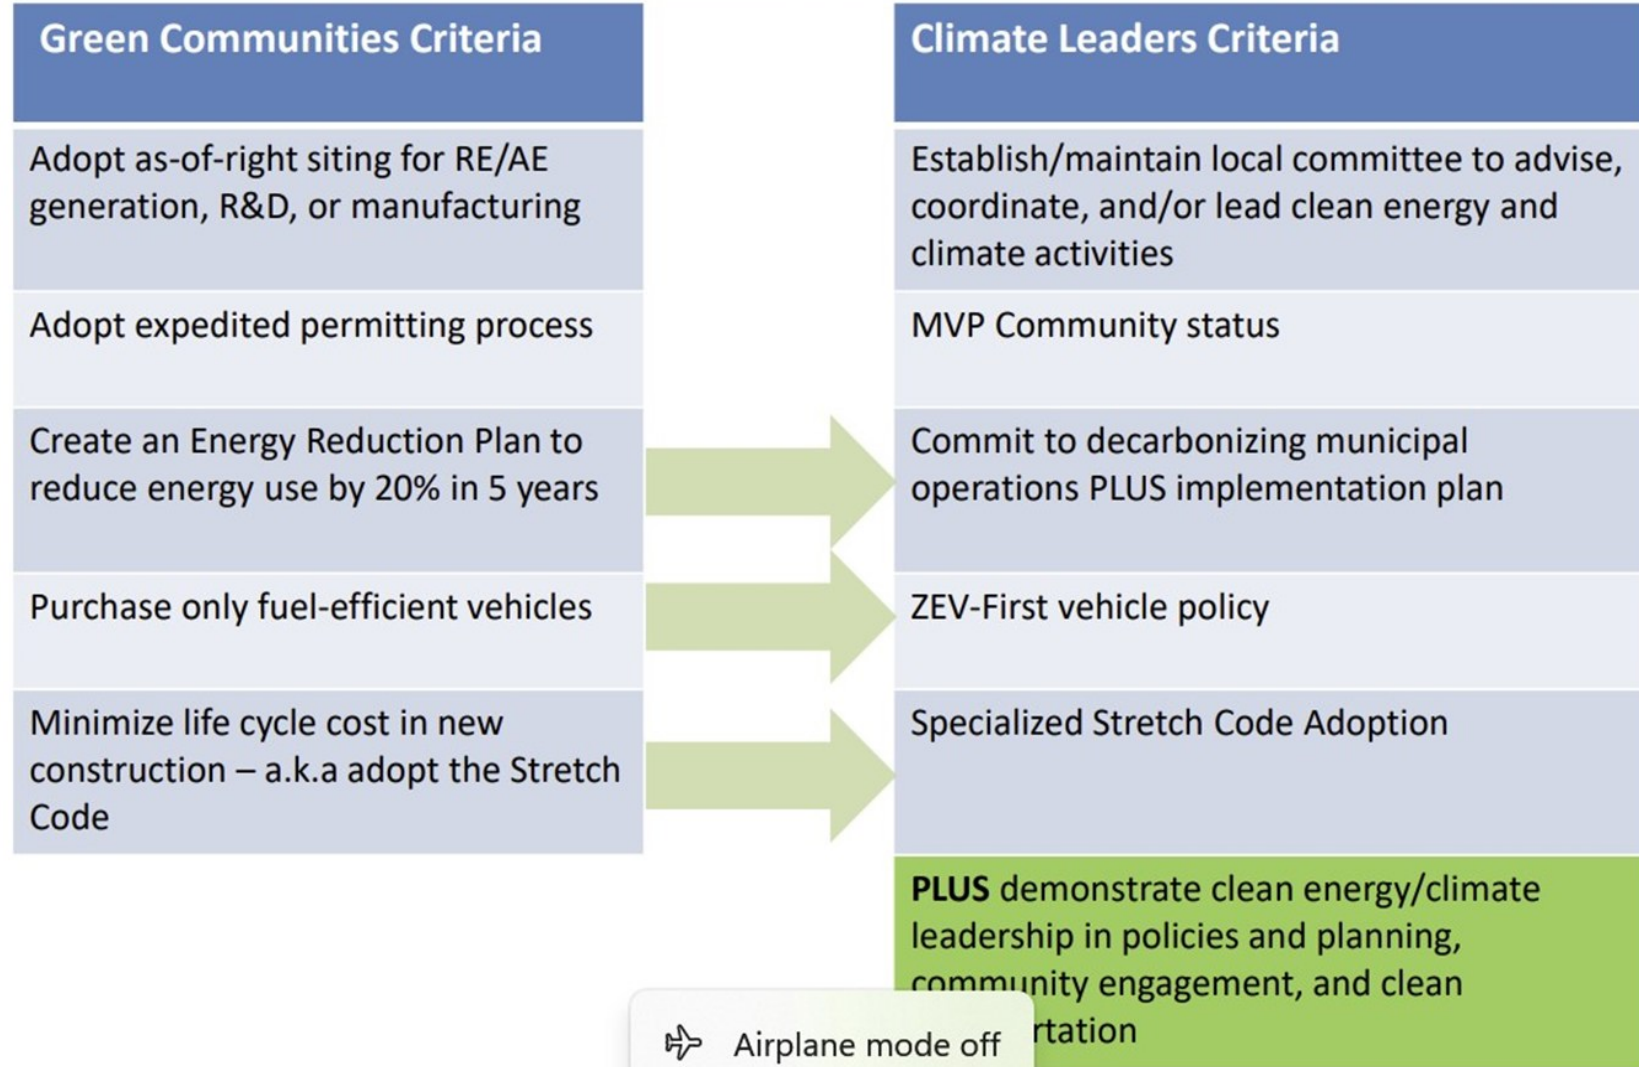 Green Communities Criteria
Adopt as-of-right siting for RE/AE
generation, R&D, or manufacturing
Adopt expedited permitting process
Create an Energy Reduction Plan to
reduce energy use by 20% in 5 years
Purchase only fuel-efficient vehicles
Minimize life cycle cost in new
construction – a.k.a adopt the Stretch
Code
Climate Leaders Criteria
Establish/maintain local committee to advise,
coordinate, and/or lead clean energy and
climate activities
MVP Community status
Commit to decarbonizing municipal
operations PLUS implementation plan
ZEV-First vehicle policy
Specialized Stretch Code Adoption
PLUS demonstrate clean energy/climate
leadership in policies and planning,
community engagement, and clean
rtation
Airplane mode off